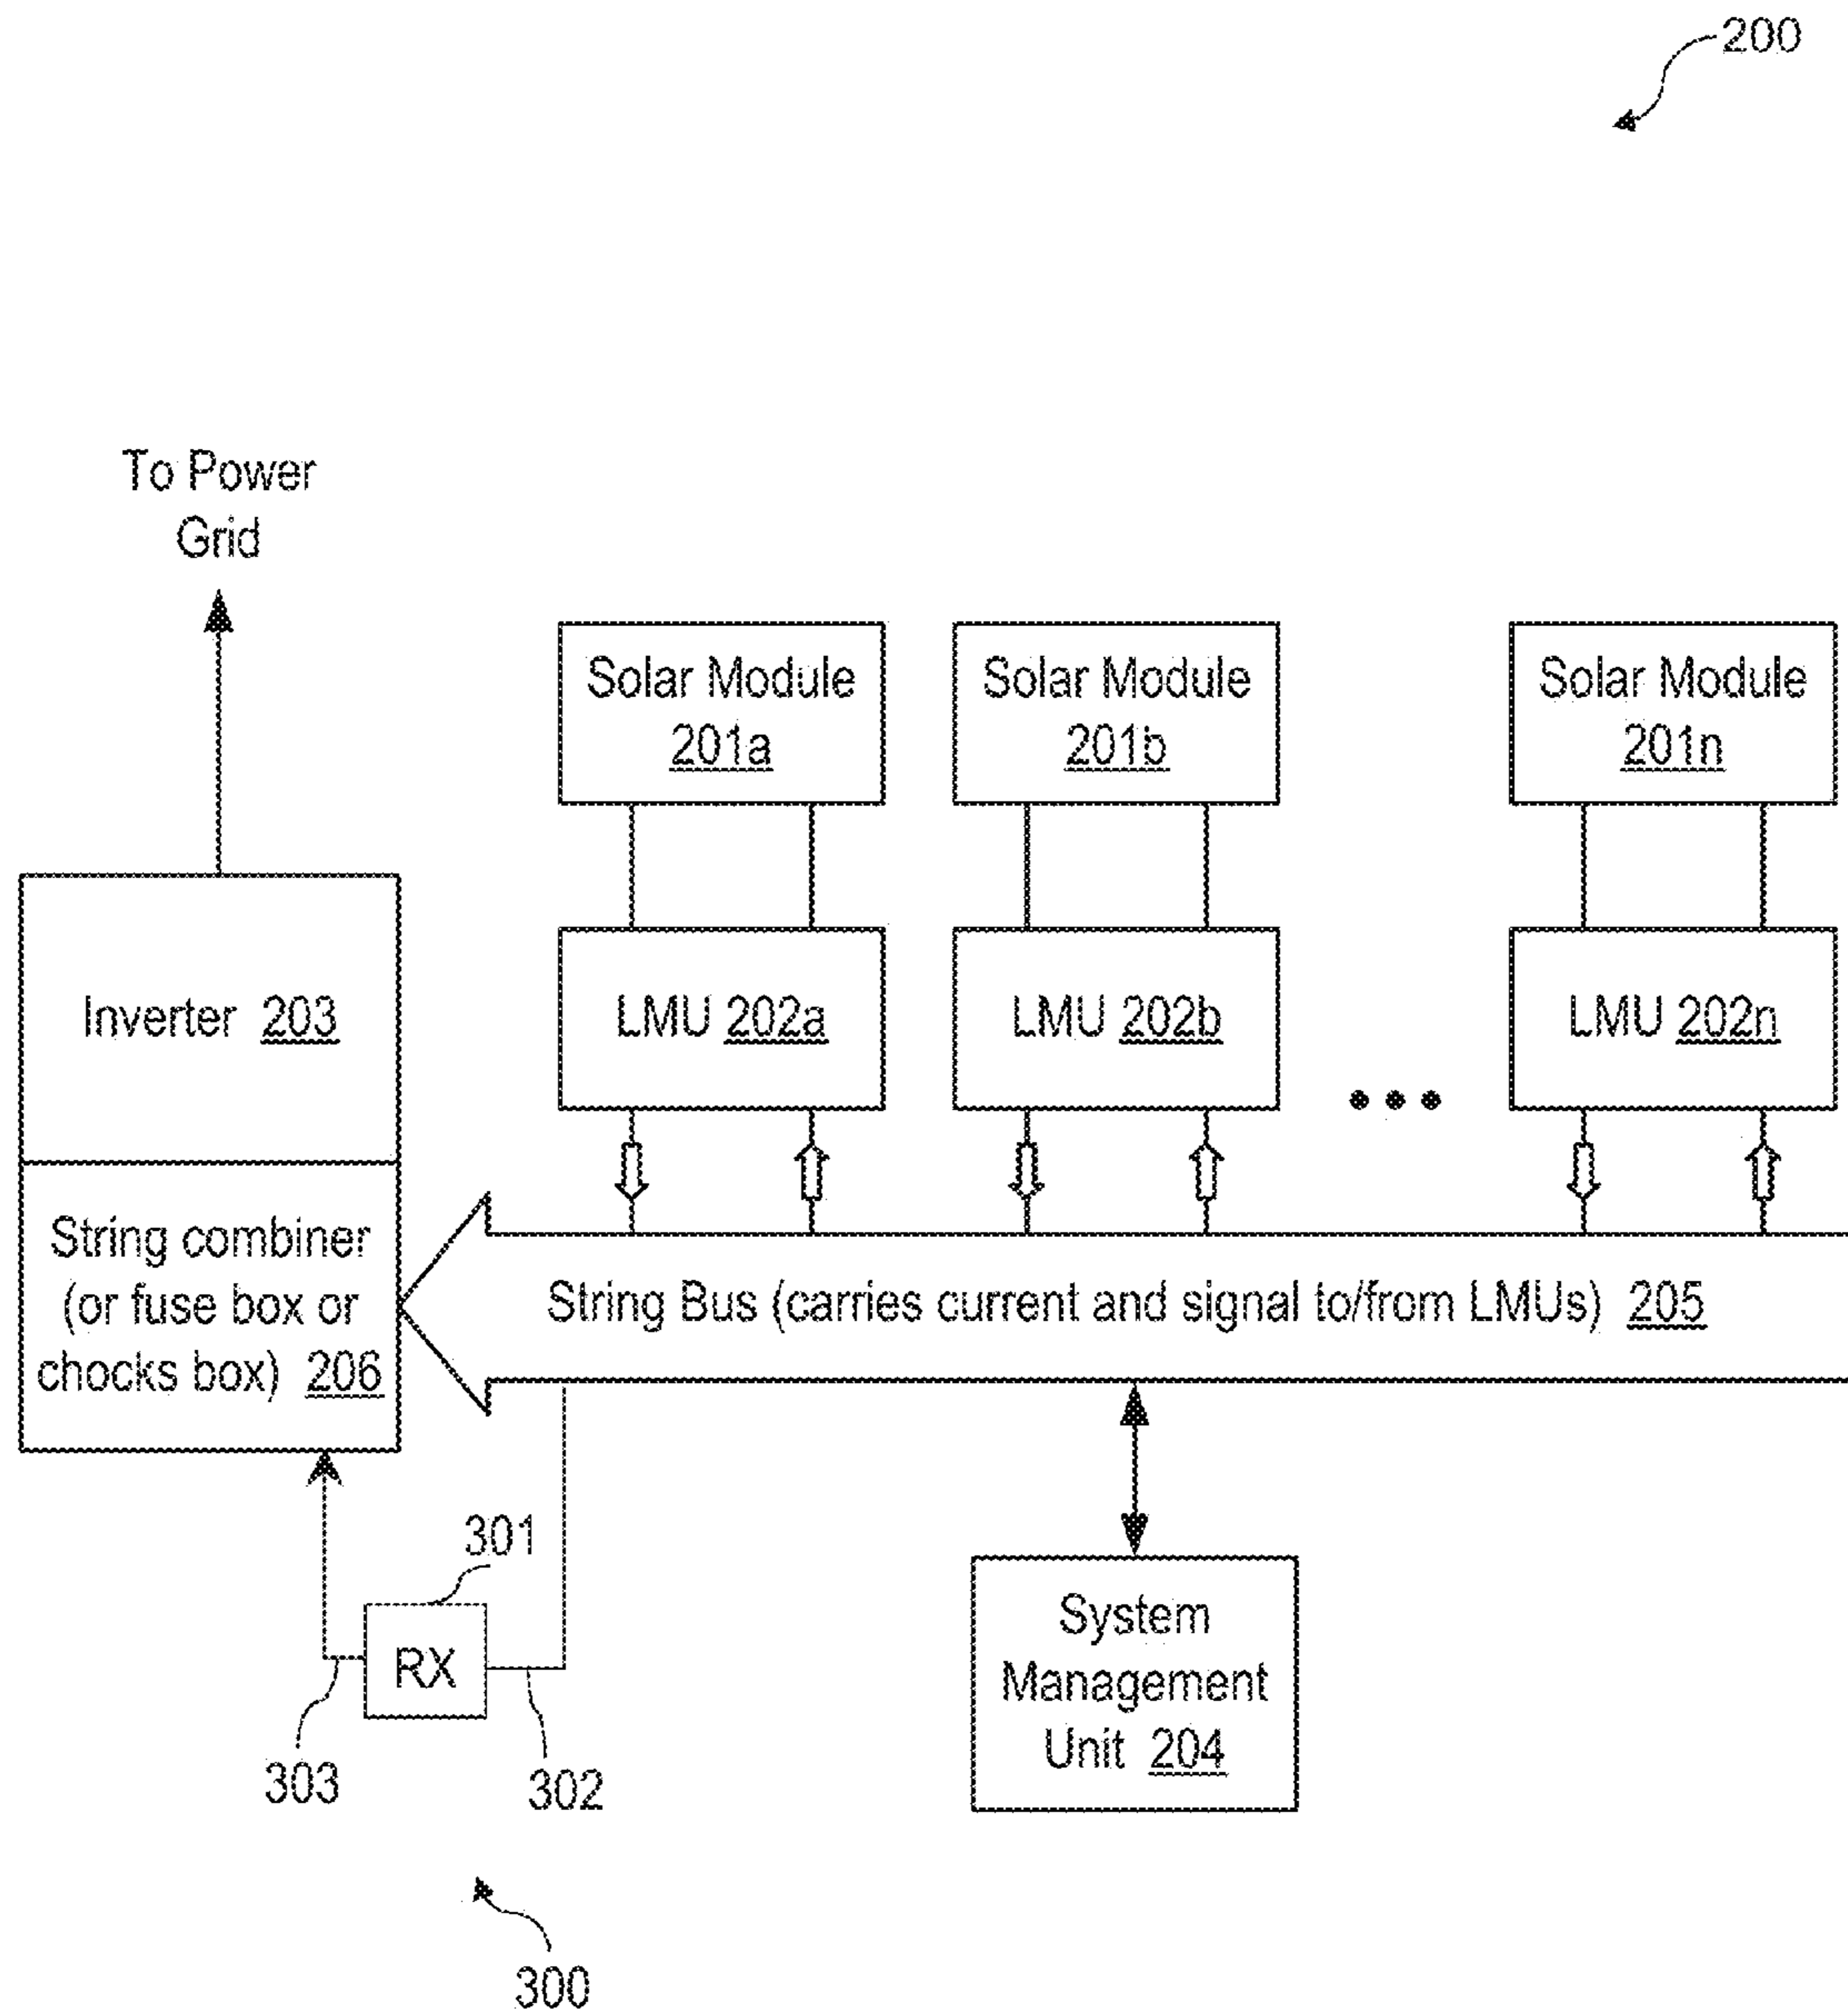 200
To Power
Grid
Solar Module
201a
Solar Module
201b
Solar Module
201n
Inverter 203
LMU 202a
LMU 202b
LMU 202n
String combiner
(or fuse box or
chocks box) 206
String Bus (carries current and signal to/from LMUs) 205
301
RX
303
302
System
Management
Unit 204
300